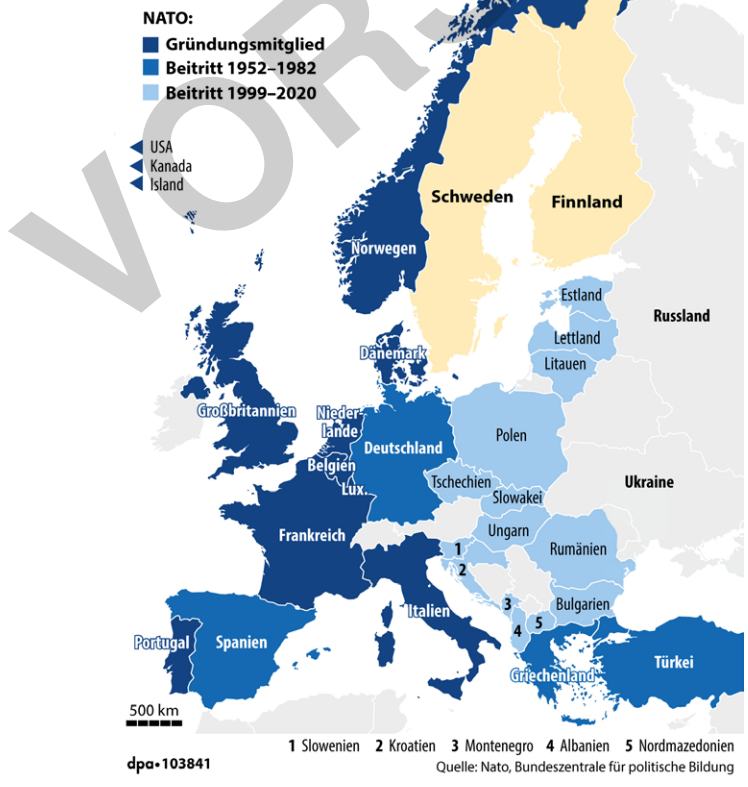 NATO:
Gründungsmitglied
Beitritt 1952–1982
Beitritt 1999–2020
USA
Kanada
Island
Schweden
Finnland
Norwegen
Estland
Russland
Lettland
Dänemark
Litauen
Großbritannien
Nieder-
lande
Polen
Deutschland
Belgien
Tschechien
Ukraine
Lux.
Slowakei
Frankreich
Ungarn
1
Rumänien
2
3
Bulgarien
Italien
5
4
Portugal
Spanien
Türkei
Griechenland
500 km
1 Slowenien 2 Kroatien 3 Montenegro 4 Albanien 5 Nordmazedonien
dpa•103841
Quelle: Nato, Bundeszentrale für politische Bildung